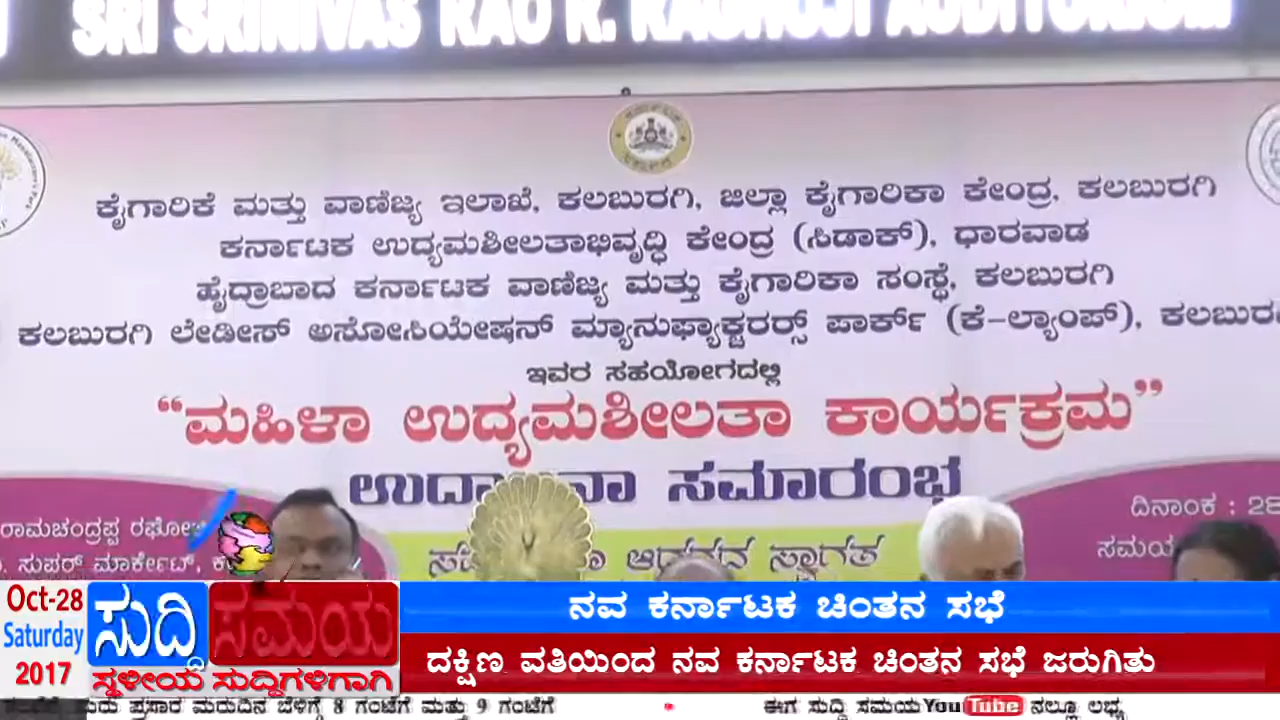 SRI SRINIVAS RAO K. RAGHOJI AUDITORIUM
ಕೈಗಾರಿಕೆ ಮತ್ತು ವಾಣಿಜ್ಯ ಇಲಾಖೆ, ಕಲಬುರಗಿ, ಜಿಲ್ಲಾ ಕೈಗಾರಿಕಾ ಕೇಂದ್ರ, ಕಲಬುರಗಿ
ಕರ್ನಾಟಕ ಉದ್ಯಮಶೀಲತಾಭಿವೃದ್ಧಿ ಕೇಂದ್ರ (ಸಿಡಾಕ್), ಧಾರವಾಡ
ಹೈದ್ರಾಬಾದ ಕರ್ನಾಟಕ ವಾಣಿಜ್ಯ ಮತ್ತು ಕೈಗಾರಿಕಾ ಸಂಸ್ಥೆ, ಕಲಬುರಗಿ
ಕಲಬುರಗಿ ಲೇಡೀಸ್ ಅಸೋಸಿಯೇಷನ್ ಮ್ಯಾನುಫ್ಯಾಕ್ಚರರ್ಸ್ ಪಾರ್ಕ್ (ಕೆ-ಲ್ಯಾಂಪ್),
ಇವರ ಸಹಯೋಗದಲ್ಲಿ
“ಮಹಿಳಾ ಉದ್ಯಮಶೀಲತಾ ಕಾರ್ಯಕ್ರಮ”
ಸಮಾರಂಭ
ರಾಮಚಂದ್ರಪ್ಪ
ಸುಪರ್ ಮಾರ್ಕೇಟ್,
ಸ್ವಾಗತ
ದಿನಾಂಕ : 28
Oct-28
Saturday
2017
ಸುದ್ದಿ ಸಮಯ
ಸ್ಥಳೀಯ ಸುದ್ದಿಗಳಿಗಾಗಿ
ನವ ಕರ್ನಾಟಕ ಚಿಂತನ ಸಭೆ
ದಕ್ಷಿಣ ವತಿಯಿಂದ ನವ ಕರ್ನಾಟಕ ಚಿಂತನ ಸಭೆ ಜರುಗಿತು
ಮರು ಪ್ರಸಾರ ಮರುದಿನ ಬೆಳಿಗ್ಗೆ 8 ಗಂಟೆಗೆ ಮತ್ತು 9 ಗಂಟೆಗೆ
ಈಗ ಸುದ್ದಿ ಸಮಯ YouTube ನಲ್ಲೂ ಲಭ್ಯ